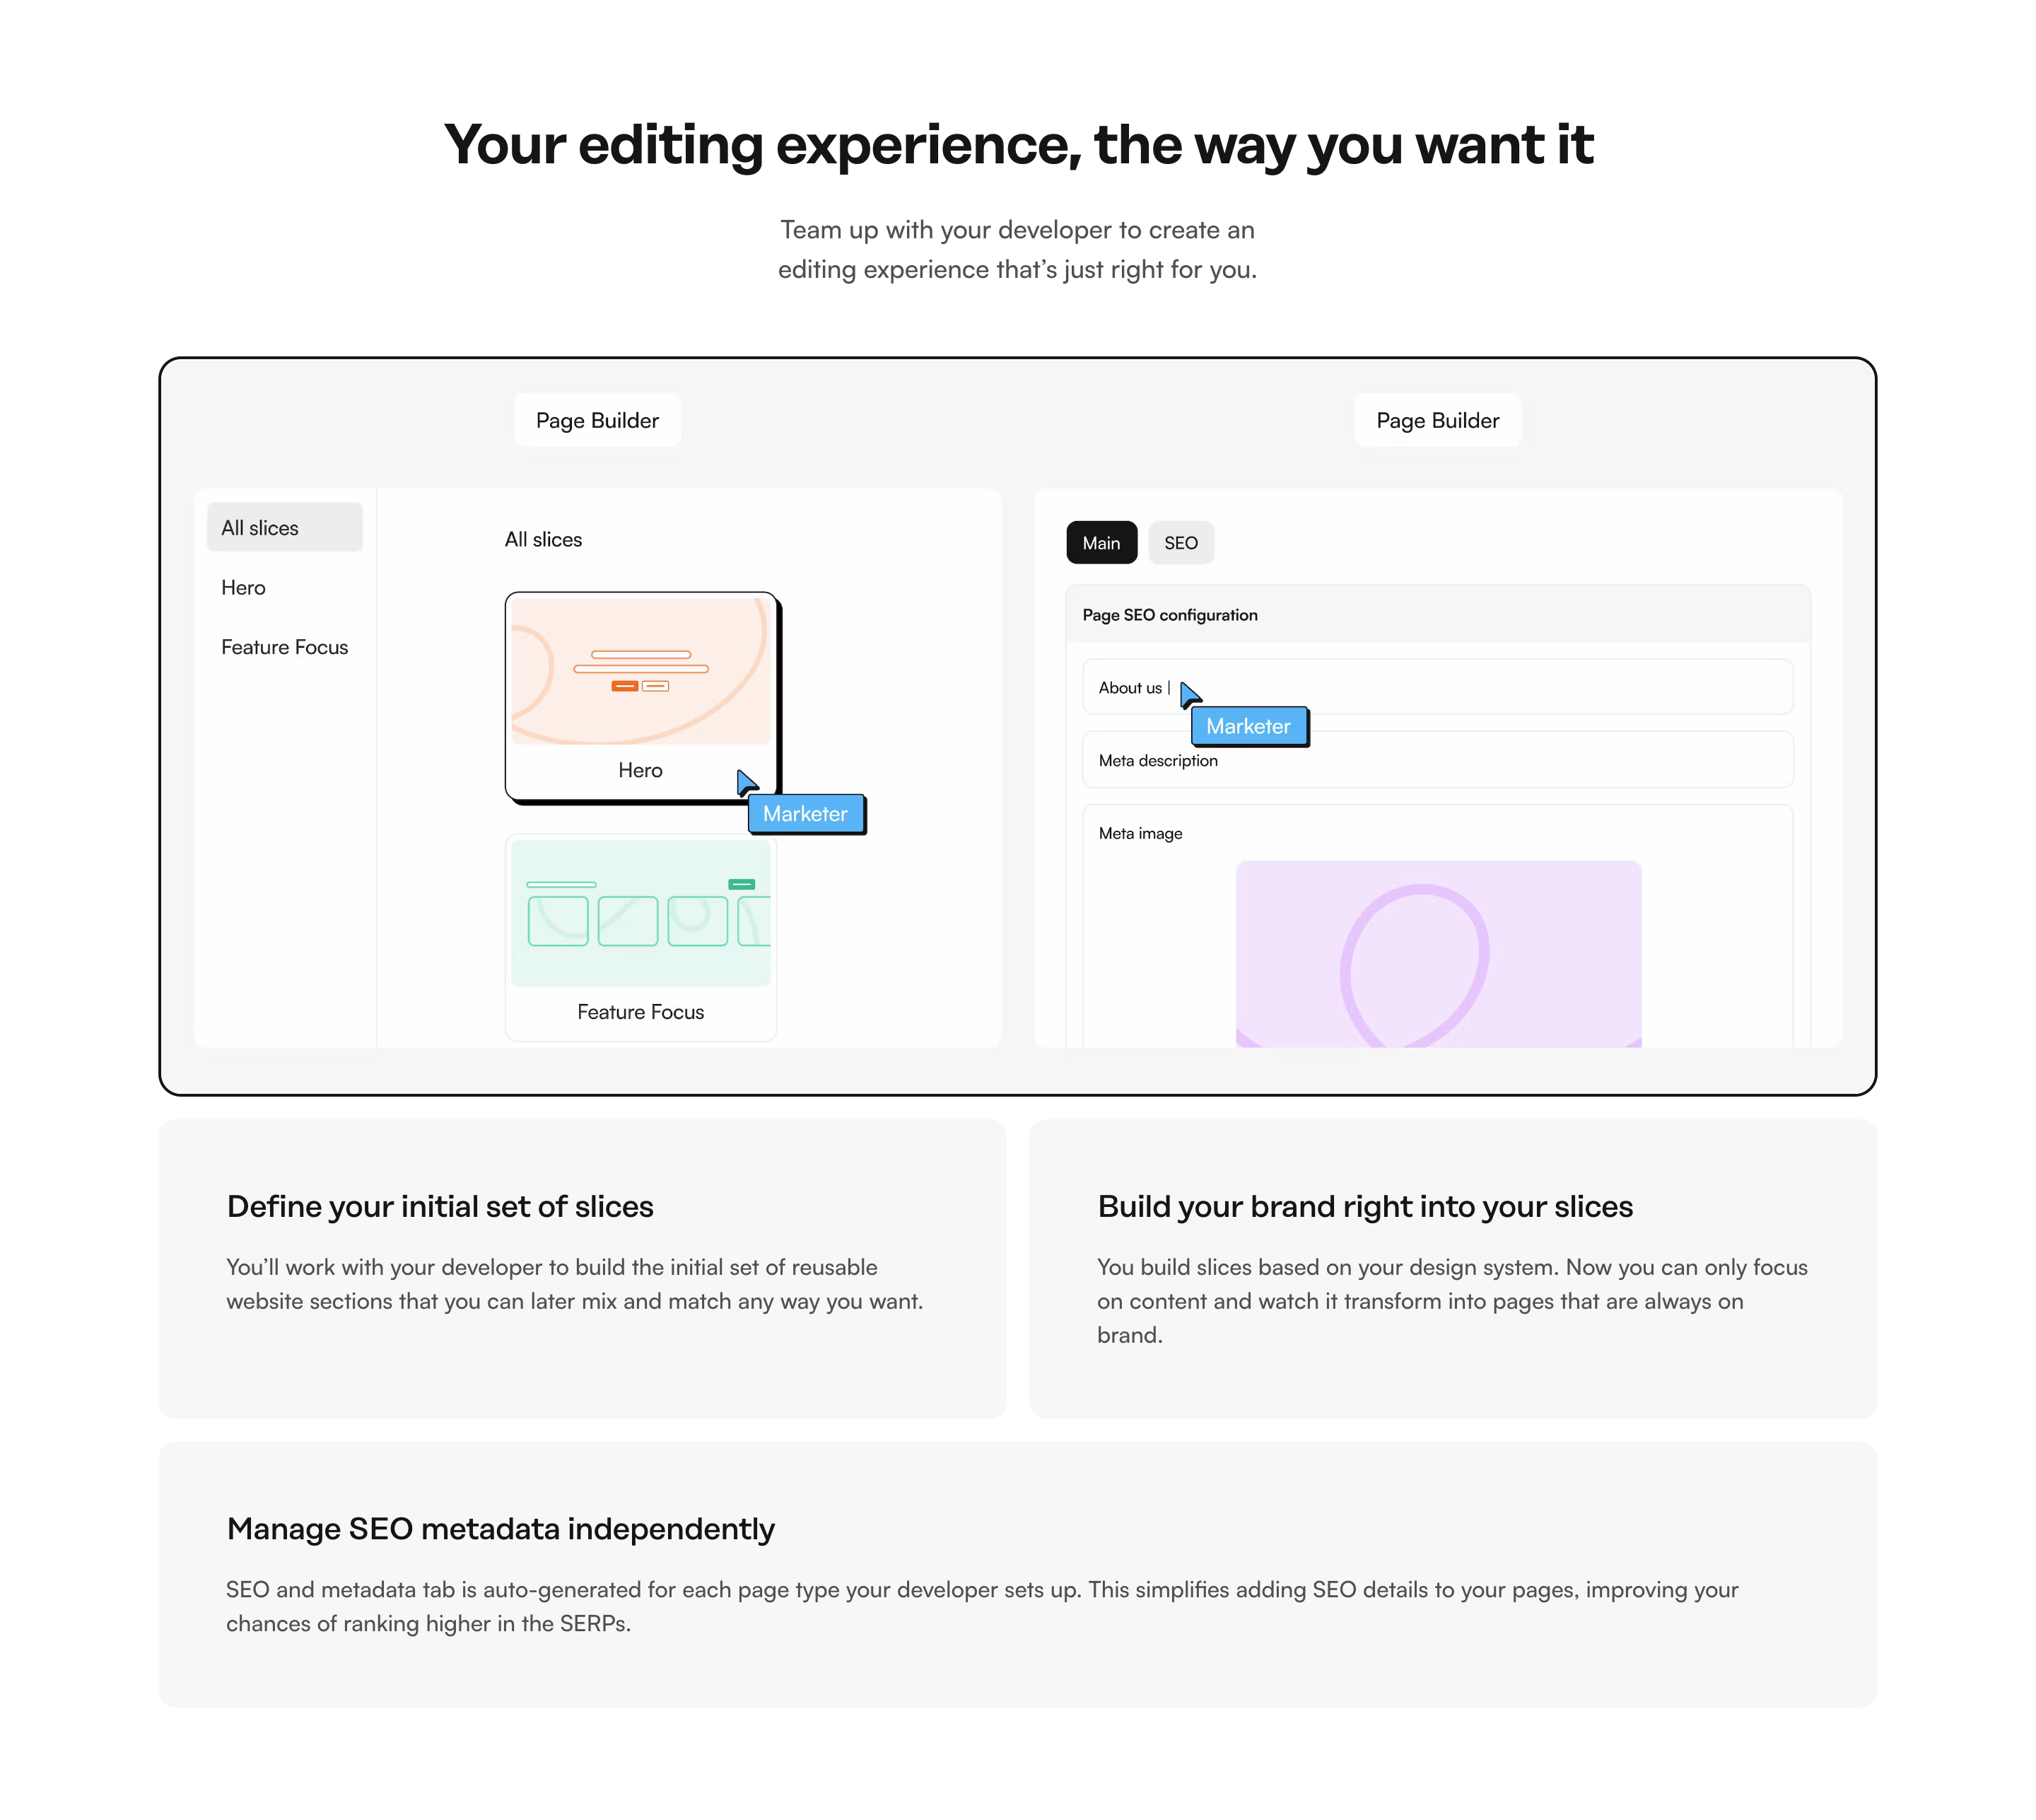 Your editing experience, the way you want it
Team up with your developer to create an
editing experience that’s just right for you.
Page Builder
All slices
Hero
Feature Focus
All slices
Hero
Marketer
Feature Focus
Page Builder
Main
SEO
Page SEO configuration
About us |
Marketer
Meta description
Meta image
Define your initial set of slices
You’ll work with your developer to build the initial set of reusable
website sections that you can later mix and match any way you want.
Build your brand right into your slices
You build slices based on your design system. Now you can only focus
on content and watch it transform into pages that are always on
brand.
Manage SEO metadata independently
SEO and metadata tab is auto-generated for each page type your developer sets up. This simplifies adding SEO details to your pages, improving your
chances of ranking higher in the SERPs.